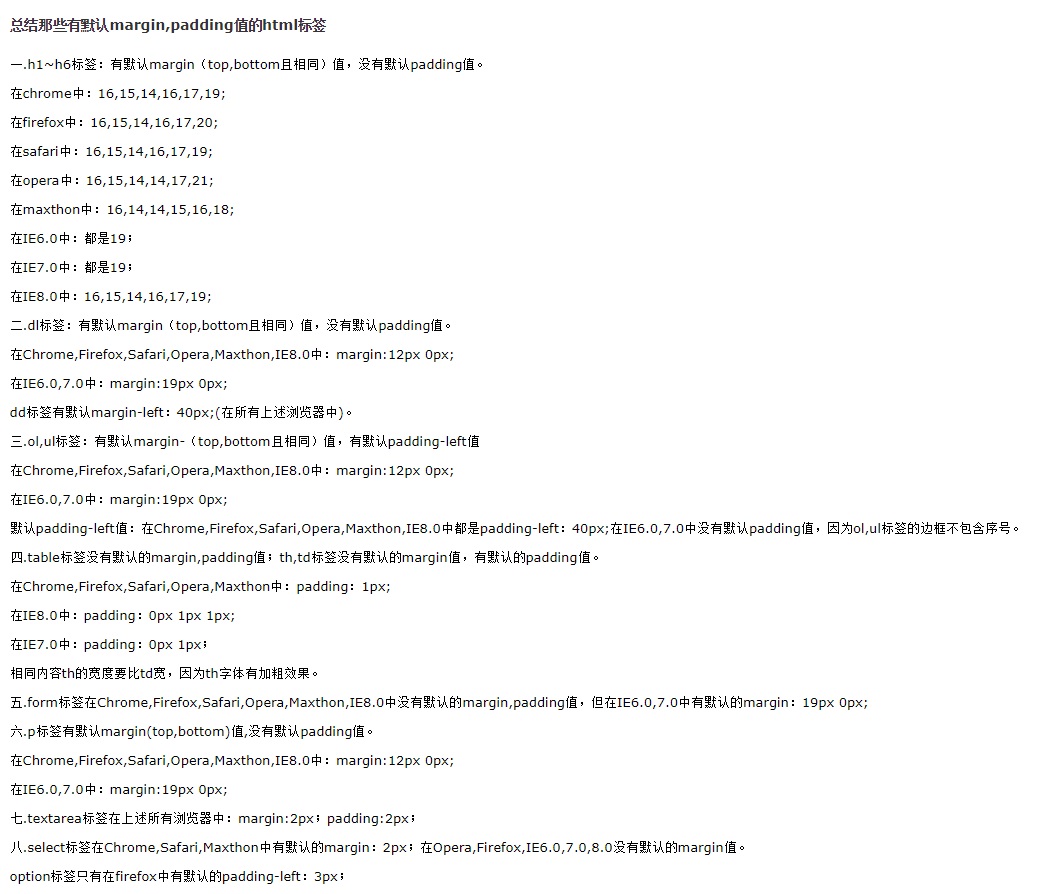 总结那些有默认margin,padding值的html标签
一.h1~h6标签：有默认margin（top,bottom且相同）值，没有默认padding值。
在chrome中：16,15,14,16,17,19;
在firefox中：16,15,14,16,17,20;
在safari中：16,15,14,16,17,19;
在opera中：16,15,14,14,17,21;
在maxthon中：16,14,14,15,16,18;
在IE6.0中：都是19；
在IE7.0中：都是19；
在IE8.0中：16,15,14,16,17,19;
二.dl标签：有默认margin（top,bottom且相同）值，没有默认padding值。
在Chrome,Firefox,Safari,Opera,Maxthon,IE8.0中：margin:12px 0px;
在IE6.0,7.0中：margin:19px 0px;
dd标签有默认margin-left：40px;(在所有上述浏览器中)。
三.ol,ul标签：有默认margin-（top,bottom且相同）值，有默认padding-left值
在Chrome,Firefox,Safari,Opera,Maxthon,IE8.0中：margin:12px 0px;
在IE6.0,7.0中：margin:19px 0px;
默认padding-left值：在Chrome,Firefox,Safari,Opera,Maxthon,IE8.0中都是padding-left：40px;在IE6.0,7.0中没有默认padding值，因为ol,ul标签的边框不包含序号。
四.table标签没有默认的margin,padding值；th,td标签没有默认的margin值，有默认的padding值。
在Chrome,Firefox,Safari,Opera,Maxthon中：padding：1px;
在IE8.0中：padding：0px 1px 1px;
在IE7.0中：padding：0px 1px；
相同内容th的宽度要比td宽，因为th字体有加粗效果。
五.form标签在Chrome,Firefox,Safari,Opera,Maxthon,IE8.0中没有默认的margin,padding值，但在IE6.0,7.0中有默认的margin：19px 0px;
六.p标签有默认margin(top,bottom)值,没有默认padding值。
在Chrome,Firefox,Safari,Opera,Maxthon,IE8.0中：margin:12px 0px;
在IE6.0,7.0中：margin:19px 0px;
七.textarea标签在上述所有浏览器中：margin:2px；padding:2px；
八.select标签在Chrome,Safari,Maxthon中有默认的margin：2px；在Opera,Firefox,IE6.0,7.0,8.0没有默认的margin值。
option标签只有在firefox中有默认的padding-left：3px；